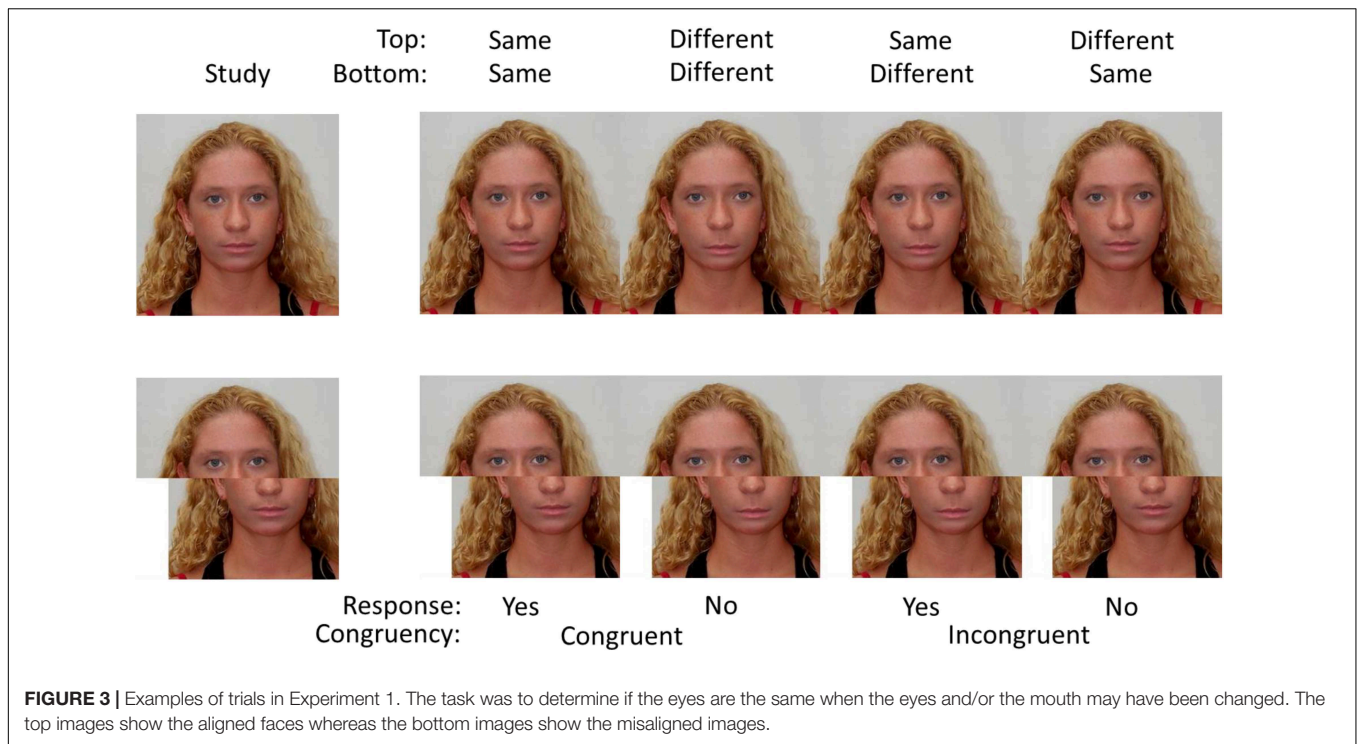 Top: Same Different Same Different
Study Bottom: Same Different Different Same
Response: Yes No Yes No
Congruency: Congruent Incongruent
FIGURE 3 | Examples of trials in Experiment 1. The task was to determine if the eyes are the same when the eyes and/or the mouth may have been changed. The
top images show the aligned faces whereas the bottom images show the misaligned images.